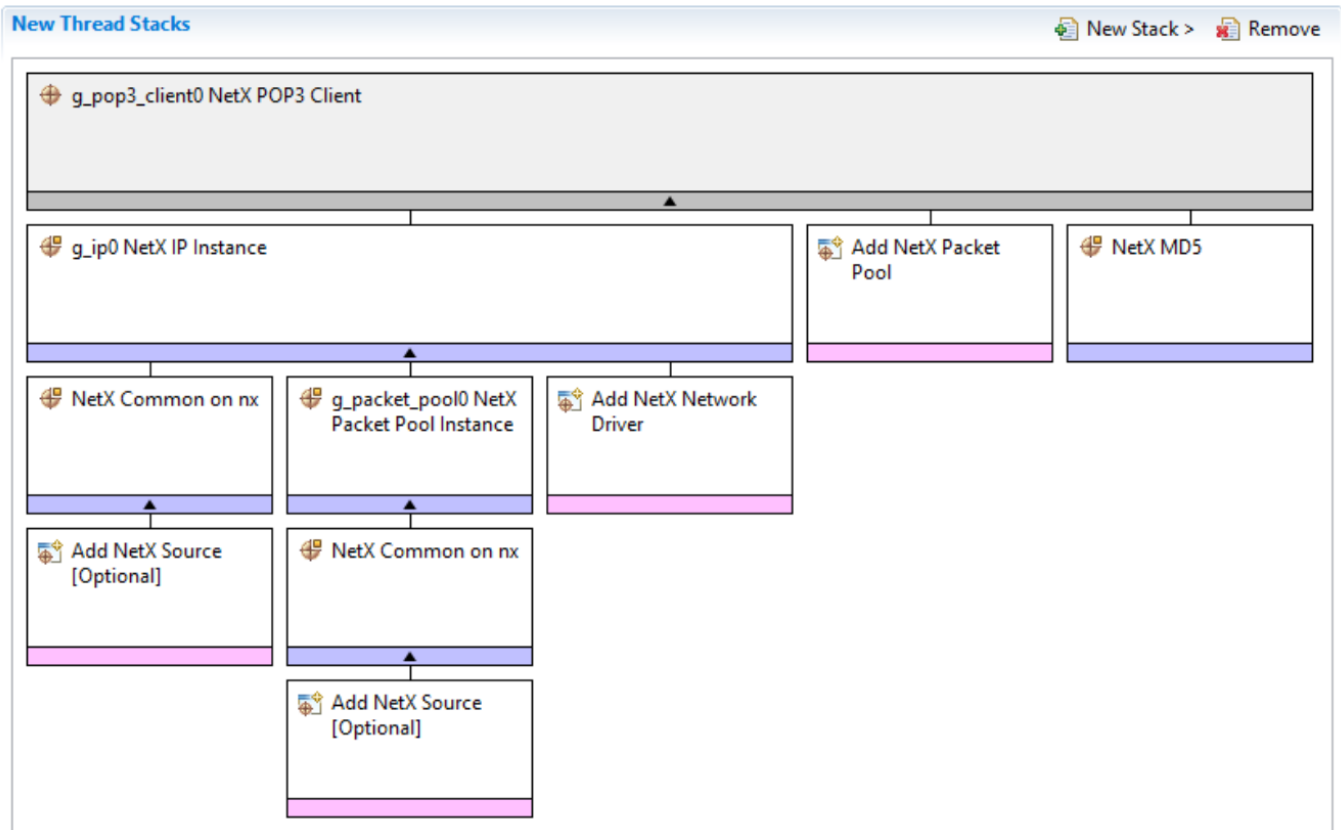 New Thread Stacks
New Stack >
Remove
g_pop3_client0 NetX POP3 Client
g_ip0 NetX IP Instance
Add NetX Packet
Pool
NetX MD5
NetX Common on nx
g_packet_pool0 NetX
Packet Pool Instance
Add NetX Network
Driver
Add NetX Source
[Optional]
NetX Common on nx
Add NetX Source
[Optional]